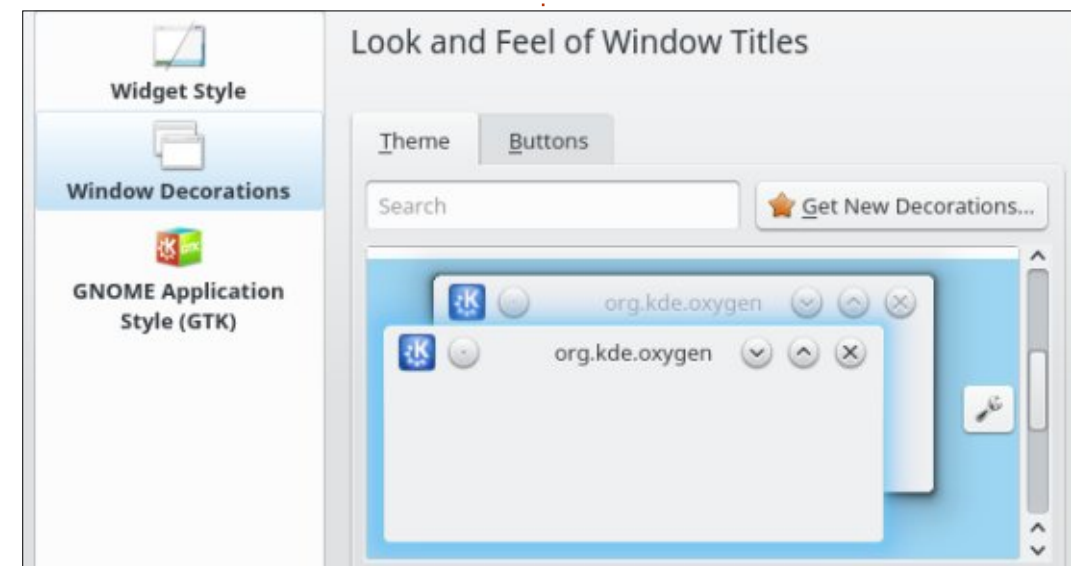 Widget Style
Window Decorations
GNOME Application
Style (GTK)
Look and Feel of Window Titles
Theme
Buttons
Search
Get New Decorations...
org.kde.oxygen
org.kde.oxygen